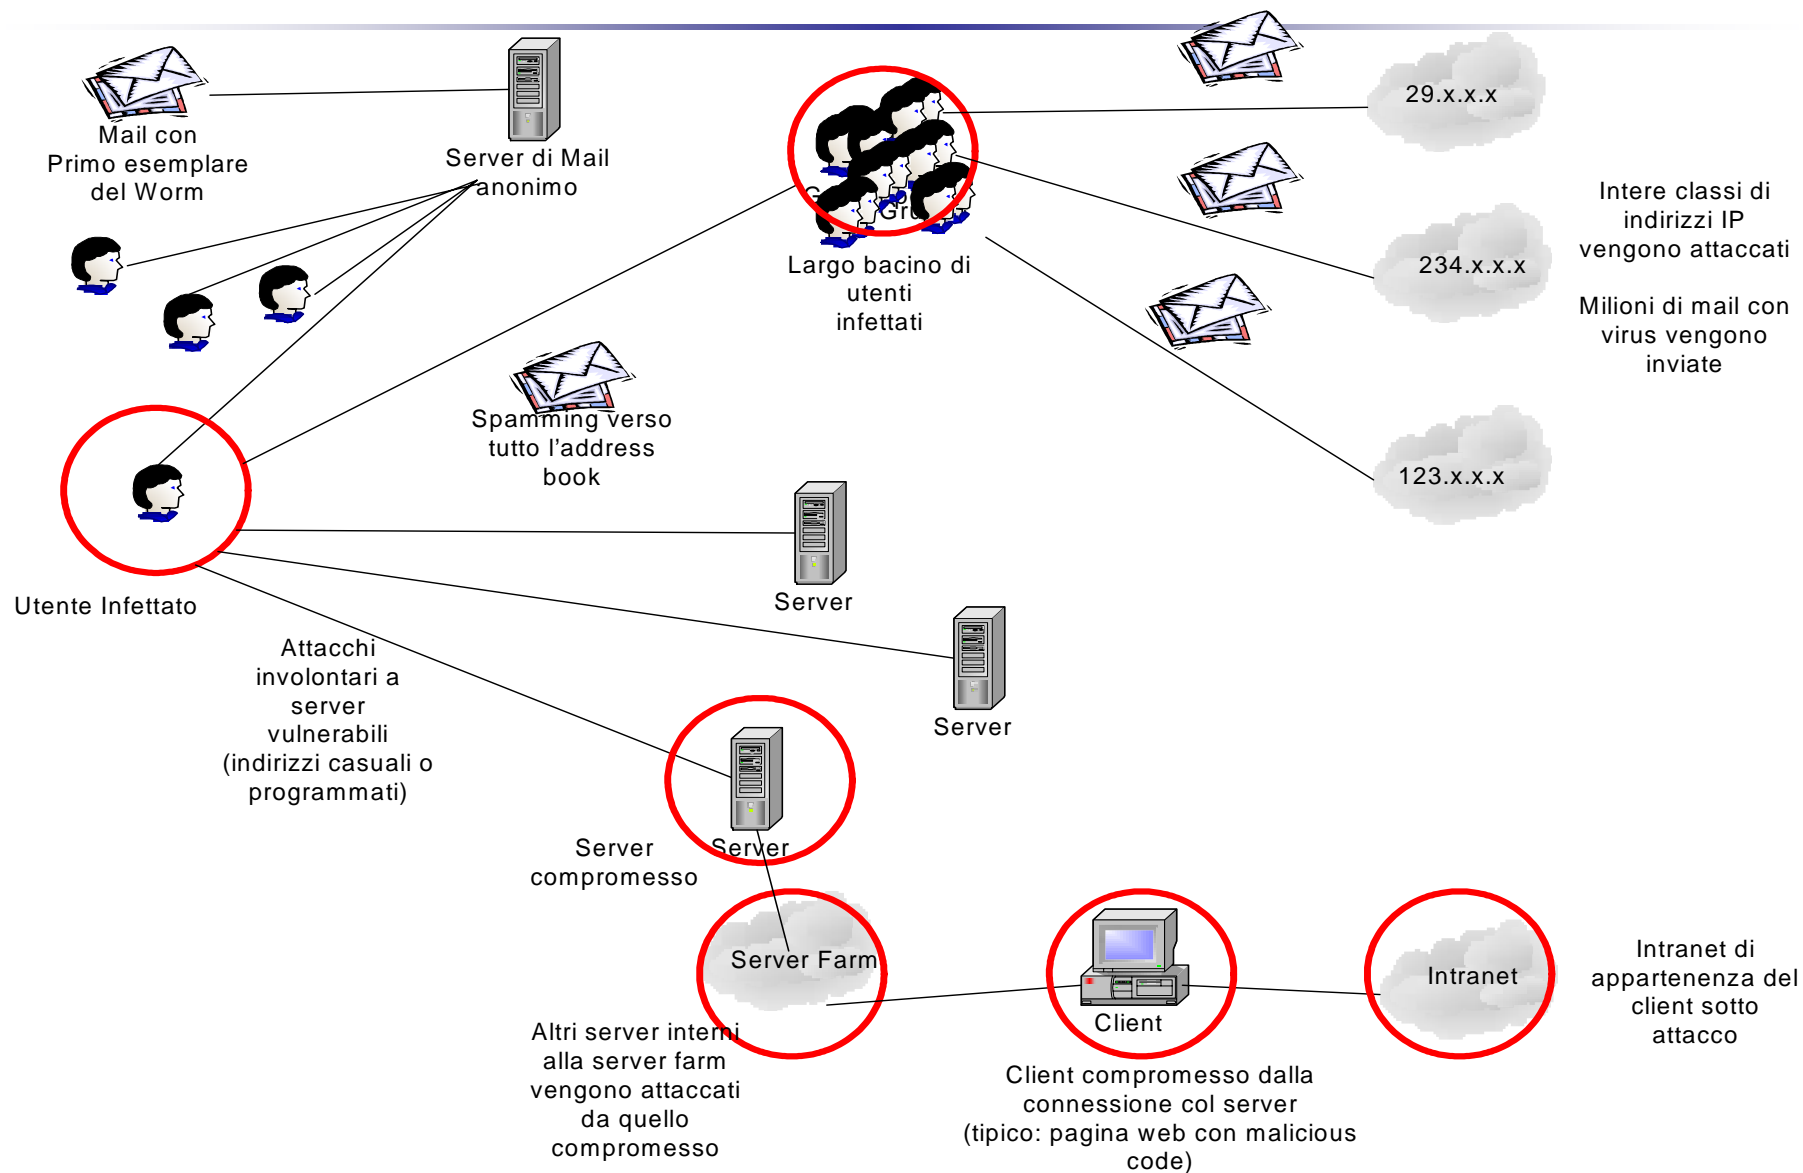 Mail con
Primo esemplare
del Worm
Server di Mail
anonimo
29.x.x.x
234.x.x.x
123.x.x.x
Intere classi di
indirizzi IP
vengono attaccati
Milioni di mail con
virus vengono
inviate
Largo bacino di
utenti
infettati
Spamming verso
tutto l'address
book
Utente Infettato
Server
Server
Attacchi
involontari a
server
vulnerabili
(indirizzi casuali o
programmati)
Server
compromesso
Server
Server Farm
Altri server interni
alla server farm
vengono attaccati
da quello
compromesso
Client
Client compromesso dalla
connessione col server
(tipico: pagina web con malicious
code)
Intranet
Intranet di
appartenenza del
client sotto
attacco